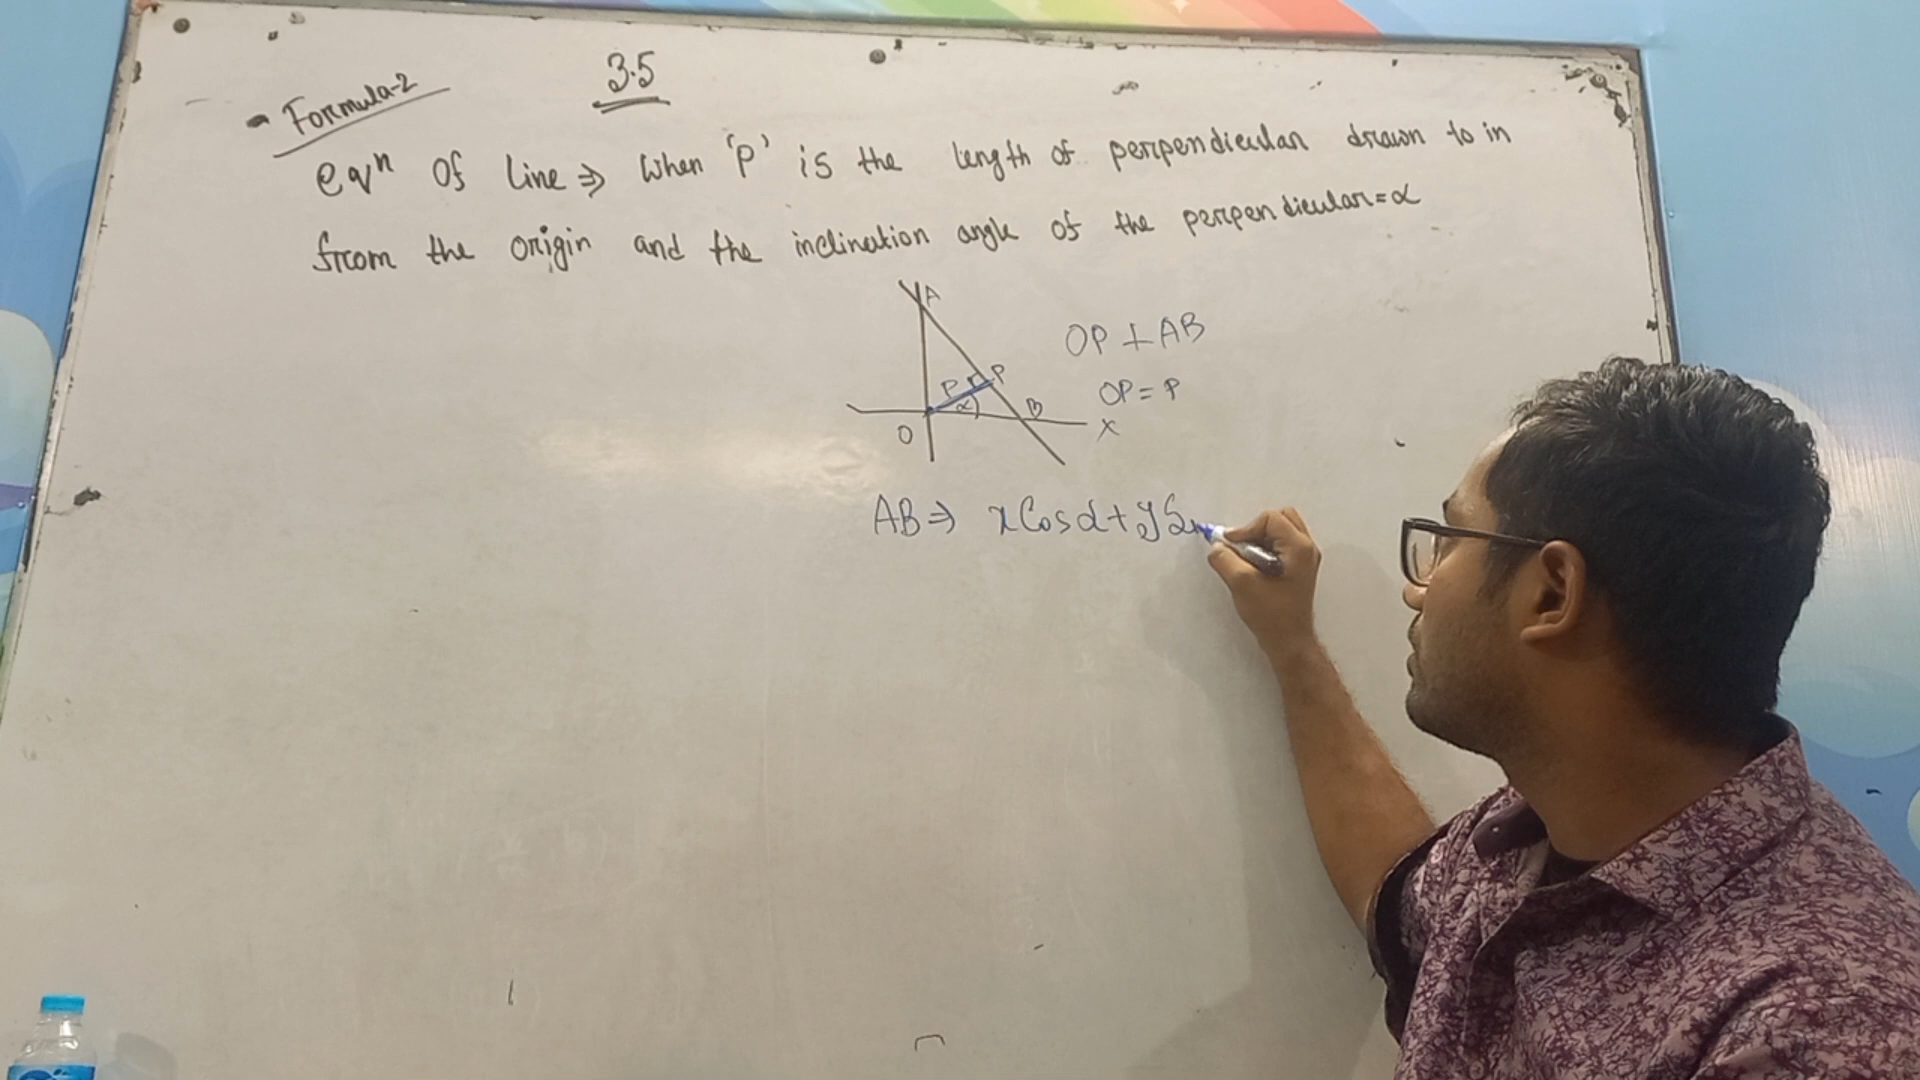 3.5
Formula-2
eqⁿ of line ⇒ When 'P' is the length of perpendicular drawn to in
from the origin and the inclination angle of the perpendicular = α
A
P P
α
B
O
X
OP ⊥ AB
OP = P
AB ⇒ x Cos α + y Sin